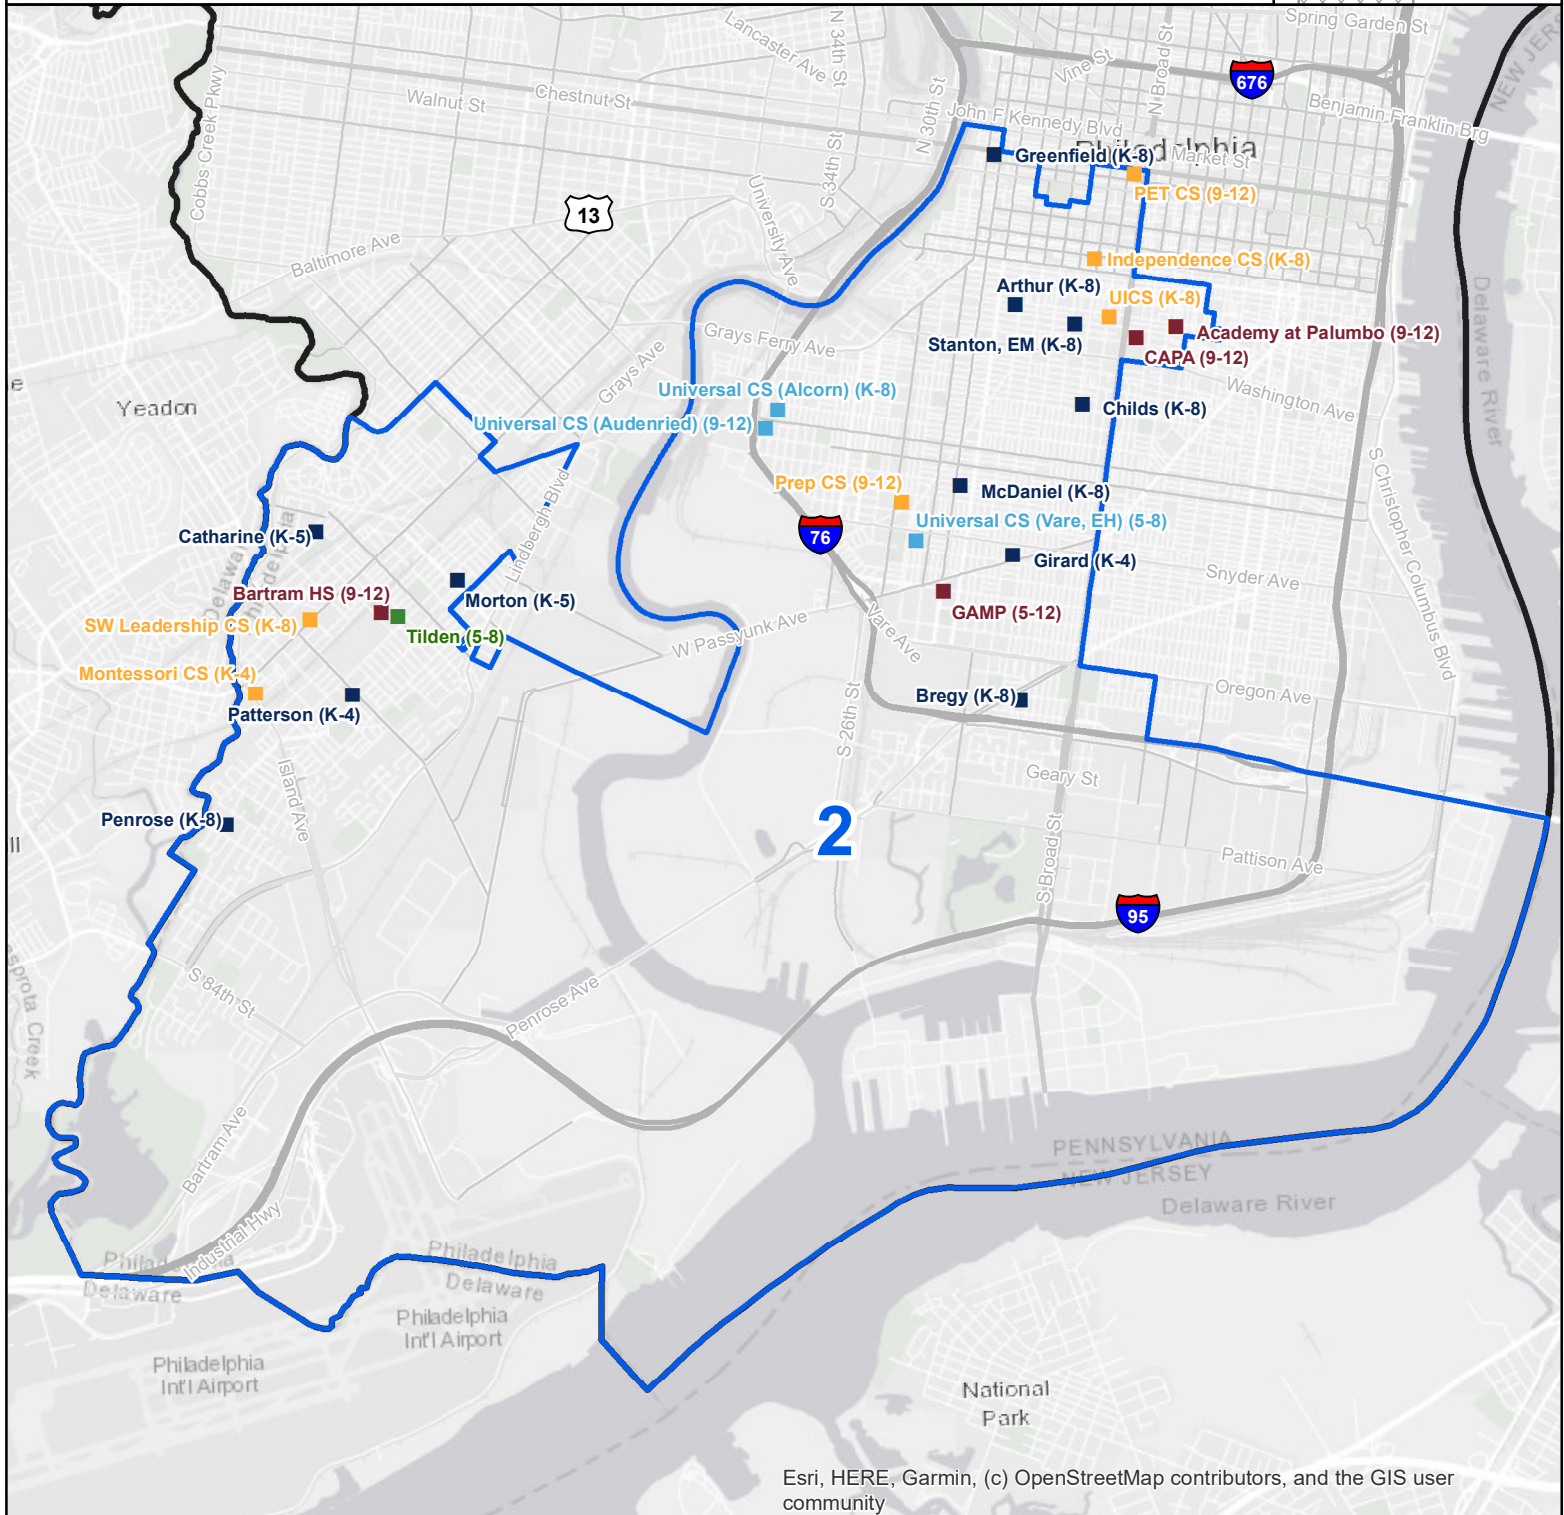 Spring Garden St
NEW JER
Lancaster Ave
N 34th St
Vine St
N Broad St
676
Walnut St
Chestnut St
Cobbs Creek Pkwy
N 30th St
John F Kennedy Blvd
Benjamin Franklin Brg
Philadelphia
Market St
Greenfield (K-8)
S 34th St
University Ave
PET CS (9-12)
13
Baltimore Ave
Independence CS (K-8)
Arthur (K-8)
UICS (K-8)
Delaware River
Grays Ferry Ave
Stanton, EM (K-8)
Academy at Palumbo (9-12)
CAPA (9-12)
Grays Ave
Universal CS (Alcorn) (K-8)
Washington Ave
Yeadon
Childs (K-8)
Universal CS (Audenried) (9-12)
Prep CS (9-12)
McDaniel (K-8)
S Christopher Columbus Blvd
Lindbergh Blvd
Universal CS (Vare, EH) (5-8)
Catharine (K-5)
76
Girard (K-4)
Snyder Ave
Bartram HS (9-12)
Morton (K-5)
GAMP (5-12)
SW Leadership CS (K-8)
Tilden (5-8)
W Passyunk Ave
Vare Ave
Montessori CS (K-4)
Oregon Ave
Patterson (K-4)
Bregy (K-8)
S 26th St
Geary St
Island Ave
Penrose (K-8)
2
ll
S Broad St
Pattison Ave
95
S 84th St
Penrose Ave
Creek
Bartram Ave
PENNSYLVANIA
NEW JERSEY
Delaware River
Industrial Hwy
Philadelphia
Delaware
Philadelphia
Delaware
Philadelphia
Int'l Airport
Philadelphia
Int'l Airport
National
Park
Esri, HERE, Garmin, (c) OpenStreetMap contributors, and the GIS user
community